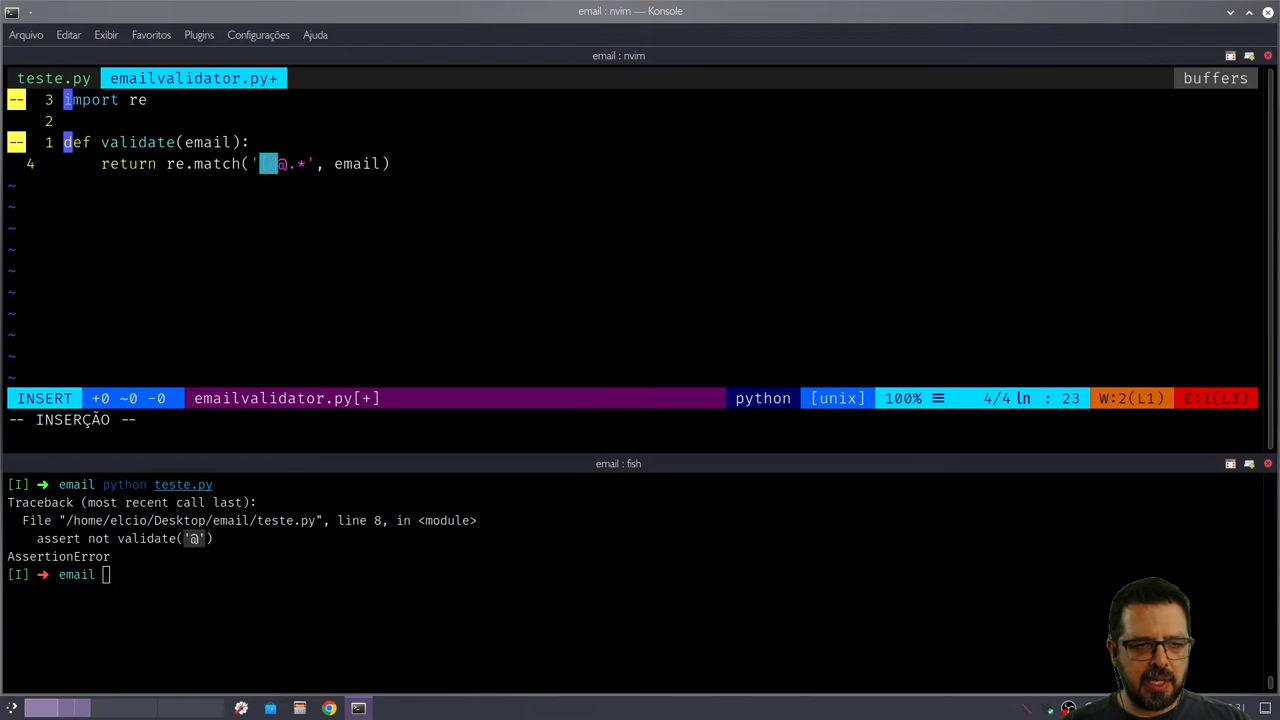 email : nvim — Konsole
Arquivo Editar Exibir Favoritos Plugins Configurações Ajuda
email : nvim
teste.py emailvalidator.py+ buffers
-- 3 import re
2
-- 1 def validate(email):
4 return re.match('[]@.*', email)
~
~
~
~
~
~
~
~
~
~
INSERT +0 ~0 -0 emailvalidator.py[+] python [unix] 100% ☰ 4/4 ln : 23 W:2(L1) E:1(L3)
-- INSERÇÃO --
email : fish
[I] ➜ email python teste.py
Traceback (most recent call last):
File "/home/elcio/Desktop/email/teste.py", line 8, in <module>
assert not validate('@')
AssertionError
[I] ➜ email